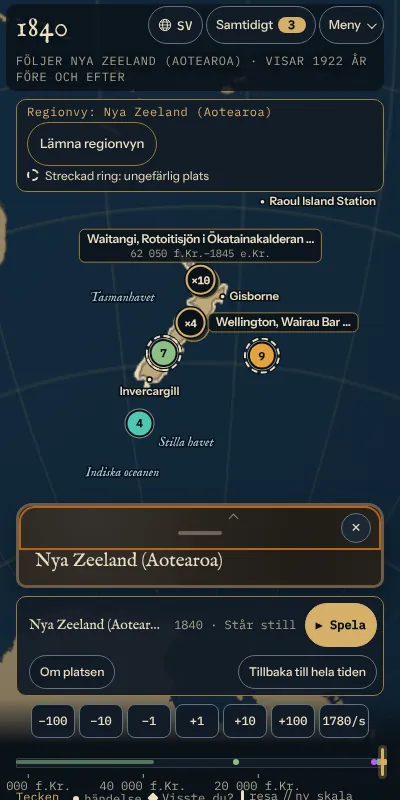 1840
SV
Samtidigt 3
Meny
FÖLJER NYA ZEELAND (AOTEAROA) · VISAR 1922 ÅR
FÖRE OCH EFTER
Regionvy: Nya Zeeland (Aotearoa)
Lämna regionvyn
Streckad ring: ungefärlig plats
Raoul Island Station
Waitangi, Rotoitisjön i Ōkatainakalderan ...
62 050 f.Kr.–1845 e.Kr.
×10
Tasmanhavet
Gisborne
×4
Wellington, Wairau Bar ...
7
9
Invercargill
4
Stilla havet
Indiska oceanen
×
Nya Zeeland (Aotearoa)
Nya Zeeland (Aotear...
1840 · Står still
▶ Spela
Om platsen
Tillbaka till hela tiden
−100
−10
−1
+1
+10
+100
1780/s
000 f.Kr.
40 000 f.Kr.
20 000 f.Kr.
Tecken
händelse
Visste du?
resa // ny skala